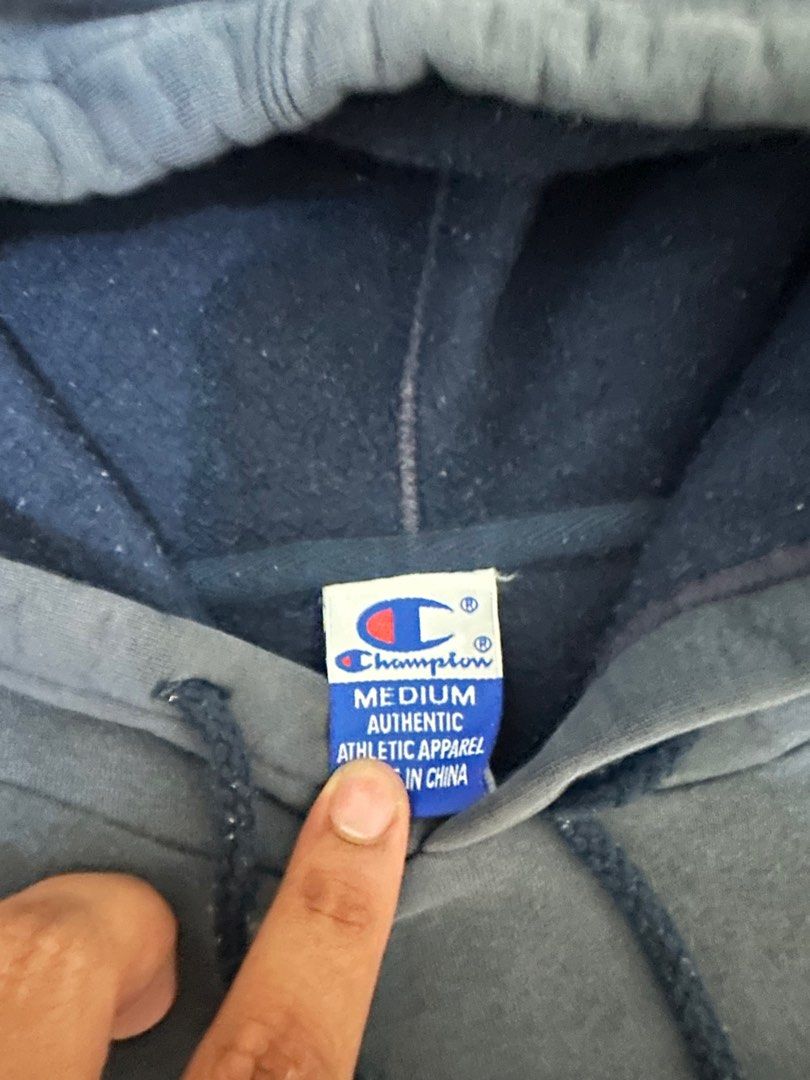 ®
Champion®
MEDIUM
AUTHENTIC
ATHLETIC APPAREL
IN CHINA